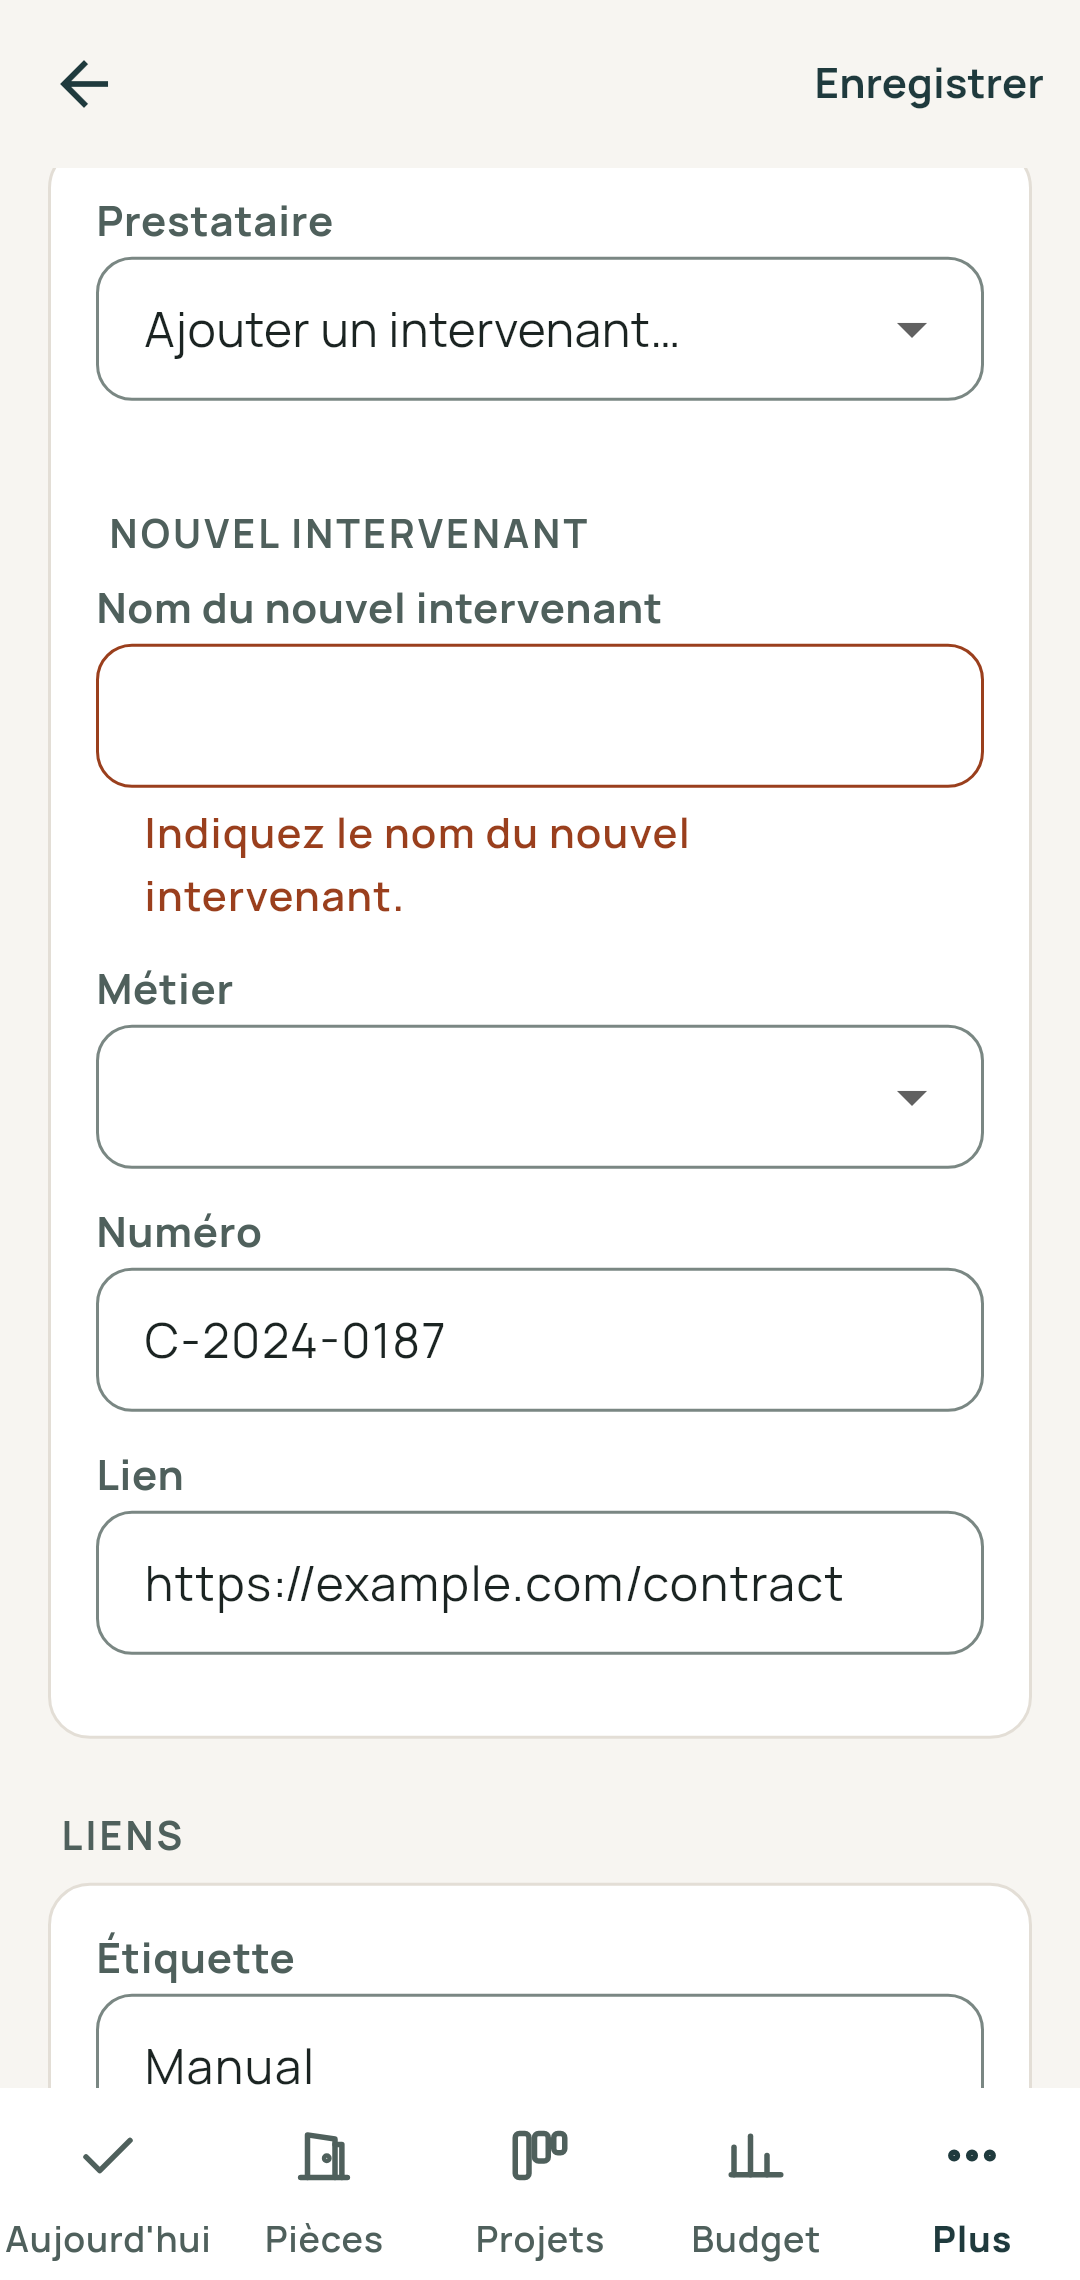 Enregistrer
Prestataire
Ajouter un intervenant...
NOUVEL INTERVENANT
Nom du nouvel intervenant
Indiquez le nom du nouvel
intervenant.
Métier
Numéro
C-2024-0187
Lien
https://example.com/contract
LIENS
Étiquette
Manual
Aujourd'hui
Pièces
Projets
Budget
Plus